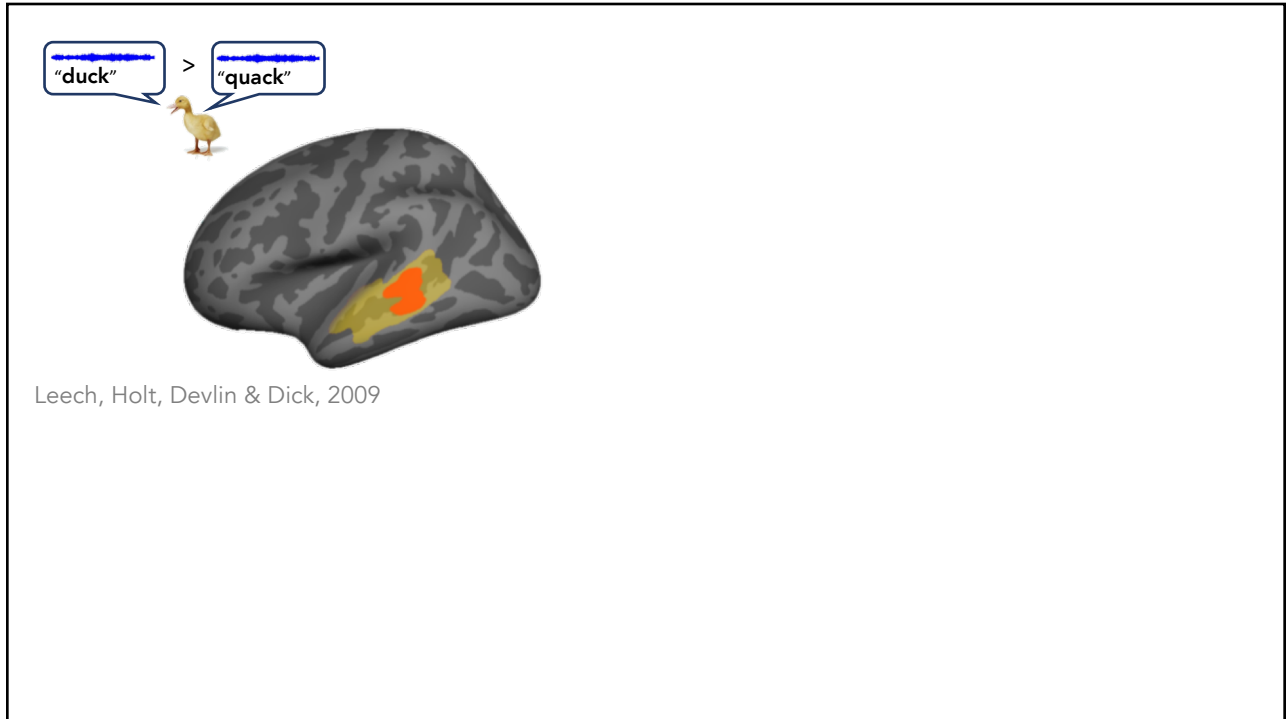 “duck”
>
“quack”
Leech, Holt, Devlin & Dick, 2009